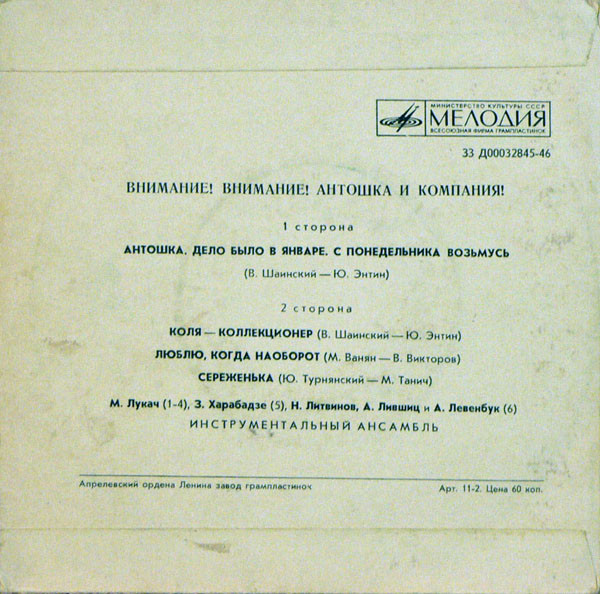 МИНИСТЕРСТВО КУЛЬТУРЫ СССР
МЕЛОДИЯ
ВСЕСОЮЗНАЯ ФИРМА ГРАМПЛАСТИНОК
33 Д00032845-46
ВНИМАНИЕ! ВНИМАНИЕ! АНТОШКА И КОМПАНИЯ!
1 сторона
АНТОШКА. ДЕЛО БЫЛО В ЯНВАРЕ. С ПОНЕДЕЛЬНИКА ВОЗЬМУСЬ
(В. Шаинский — Ю. Энтин)
2 сторона
КОЛЯ — КОЛЛЕКЦИОНЕР (В. Шаинский — Ю. Энтин)
ЛЮБЛЮ, КОГДА НАОБОРОТ (М. Ванян — В. Викторов)
СЕРЕЖЕНЬКА (Ю. Турнянский — М. Танич)
М. Лукач (1-4), З. Харабадзе (5), Н. Литвинов, А. Лившиц и А. Левенбук (6)
ИНСТРУМЕНТАЛЬНЫЙ АНСАМБЛЬ
Апрелевский ордена Ленина завод грампластинок Арт. 11-2. Цена 60 коп.